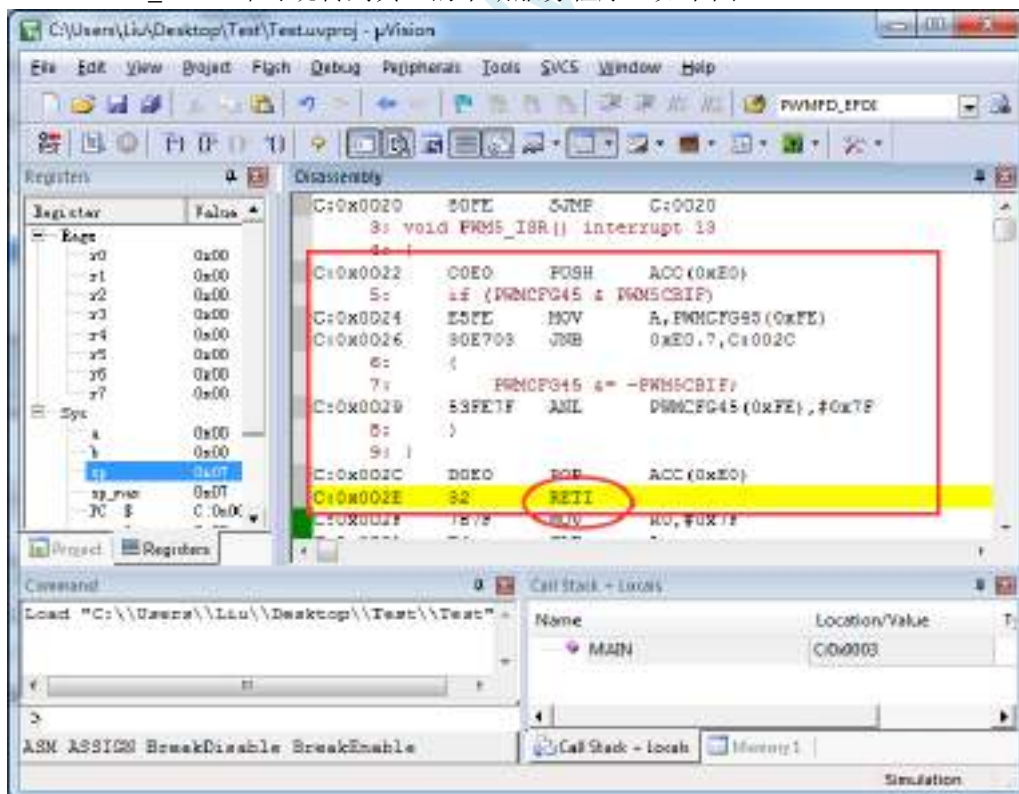 C:\Users\Liu\Desktop\Test\Test.uvproj - µVision
File Edit View Project Flash Debug Peripherals Tools SVCS Window Help
PWMFD_EFDI
Registers
Disassembly
Register Value
Regs
r0 0x00
r1 0x00
r2 0x00
r3 0x00
r4 0x00
r5 0x00
r6 0x00
r7 0x00
Sys
a 0x00
b 0x00
sp 0x07
sp_max 0x07
PC $
C:0x0020 80FE SJMP C:0020
3: void PWM5_ISR() interrupt 13
4: {
C:0x0022 C0E0 PUSH ACC(0xE0)
5: if (PWMCFG45 & PWM5CBIF)
C:0x0024 E5FE MOV A,PWMCFG45(0xFE)
C:0x0026 30E703 JNB 0xE0.7,C:002C
6: {
7: PWMCFG45 &= ~PWM5CBIF;
C:0x0029 53FE7F ANL PWMCFG45(0xFE),#0x7F
8: }
9: }
C:0x002C D0E0 POP ACC(0xE0)
C:0x002E 32 RETI
C:0x002F 787F MOV R0,#0x7F
Project Registers
Command
Load "C:\\Users\\Liu\\Desktop\\Test\\Test"
>
ASM ASSIGN BreakDisable BreakEnable
Call Stack + Locals
Name Location/Value
MAIN C:0x0003
Call Stack + Locals Memory 1
Simulation